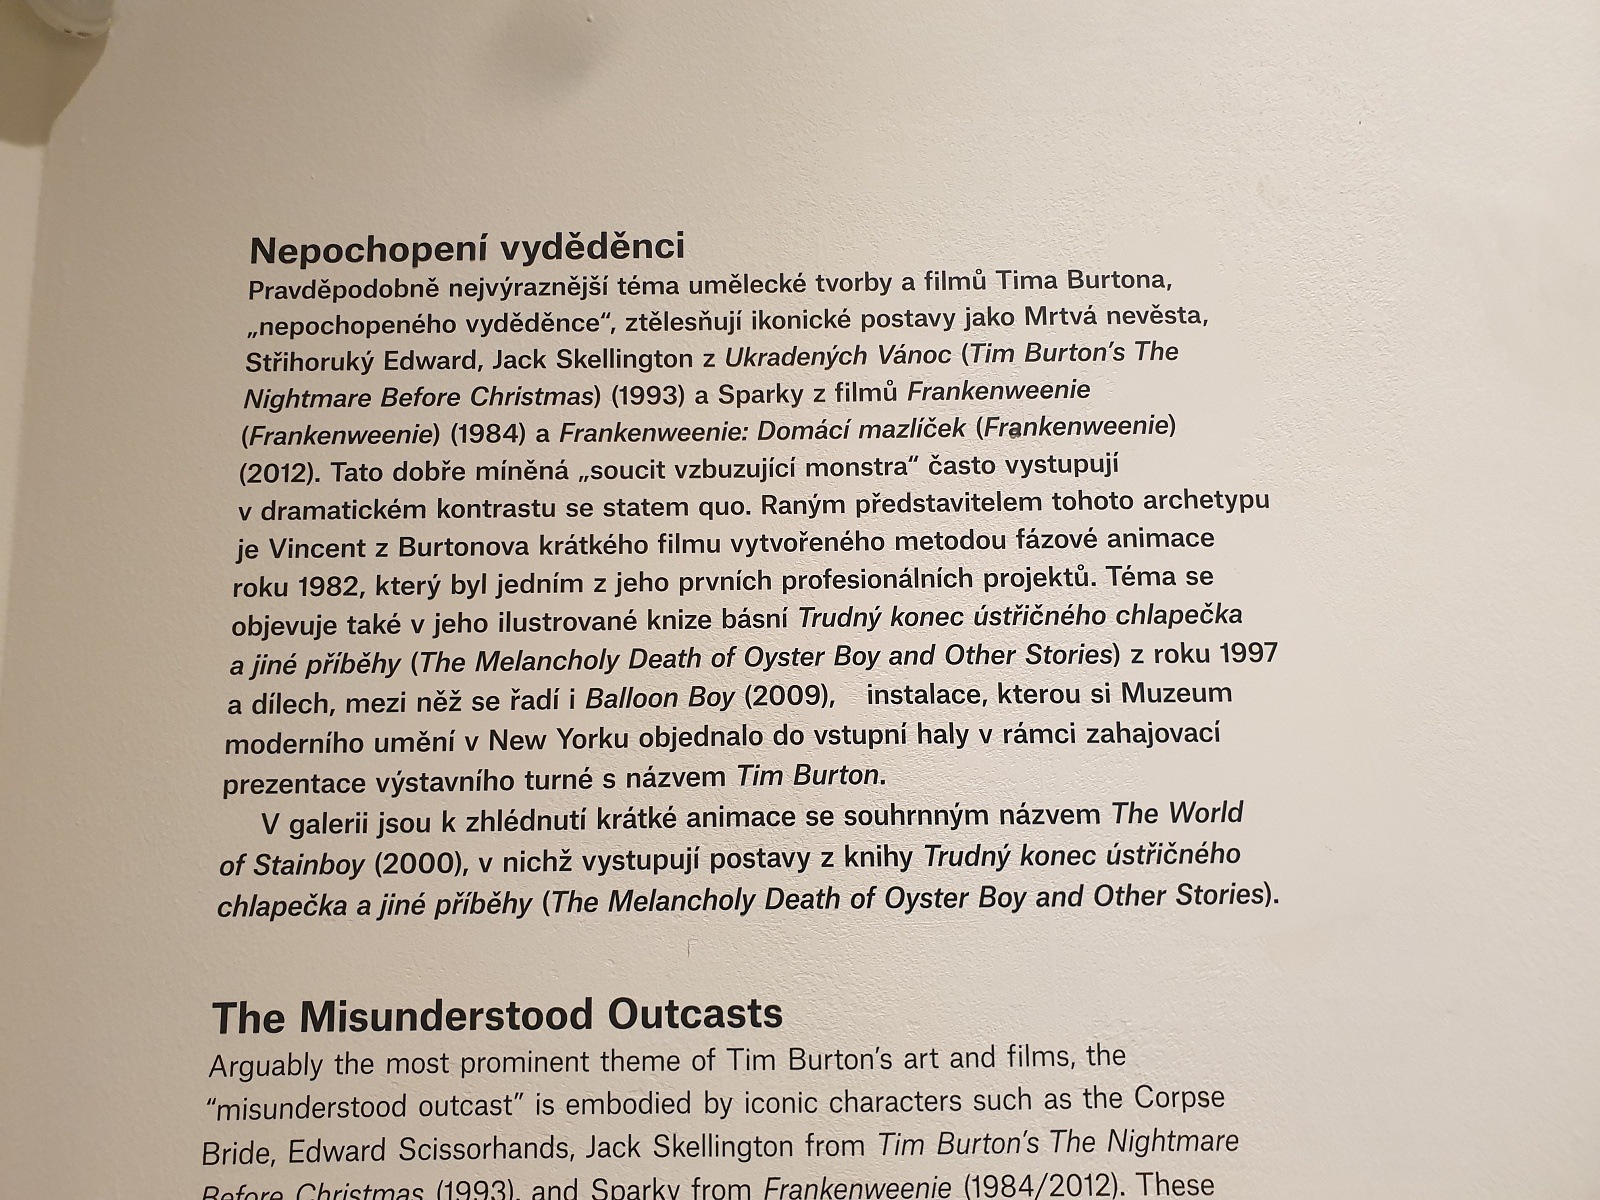 Nepochopení vyděděnci
Pravděpodobně nejvýraznější téma umělecké tvorby a filmů Tima Burtona,
„nepochopeného vyděděnce“, ztělesňují ikonické postavy jako Mrtvá nevěsta,
Střihoruký Edward, Jack Skellington z Ukradených Vánoc (Tim Burton’s The
Nightmare Before Christmas) (1993) a Sparky z filmů Frankenweenie
(Frankenweenie) (1984) a Frankenweenie: Domácí mazlíček (Frankenweenie)
(2012). Tato dobře míněná „soucit vzbuzující monstra“ často vystupují
v dramatickém kontrastu se statem quo. Raným představitelem tohoto archetypu
je Vincent z Burtonova krátkého filmu vytvořeného metodou fázové animace
roku 1982, který byl jedním z jeho prvních profesionálních projektů. Téma se
objevuje také v jeho ilustrované knize básní Trudný konec ústřičného chlapečka
a jiné příběhy (The Melancholy Death of Oyster Boy and Other Stories) z roku 1997
a dílech, mezi něž se řadí i Balloon Boy (2009), instalace, kterou si Muzeum
moderního umění v New Yorku objednalo do vstupní haly v rámci zahajovací
prezentace výstavního turné s názvem Tim Burton.
V galerii jsou k zhlédnutí krátké animace se souhrnným názvem The World
of Stainboy (2000), v nichž vystupují postavy z knihy Trudný konec ústřičného
chlapečka a jiné příběhy (The Melancholy Death of Oyster Boy and Other Stories).
The Misunderstood Outcasts
Arguably the most prominent theme of Tim Burton’s art and films, the
“misunderstood outcast” is embodied by iconic characters such as the Corpse
Bride, Edward Scissorhands, Jack Skellington from Tim Burton’s The Nightmare
Before Christmas (1993), and Sparky from Frankenweenie (1984/2012). These